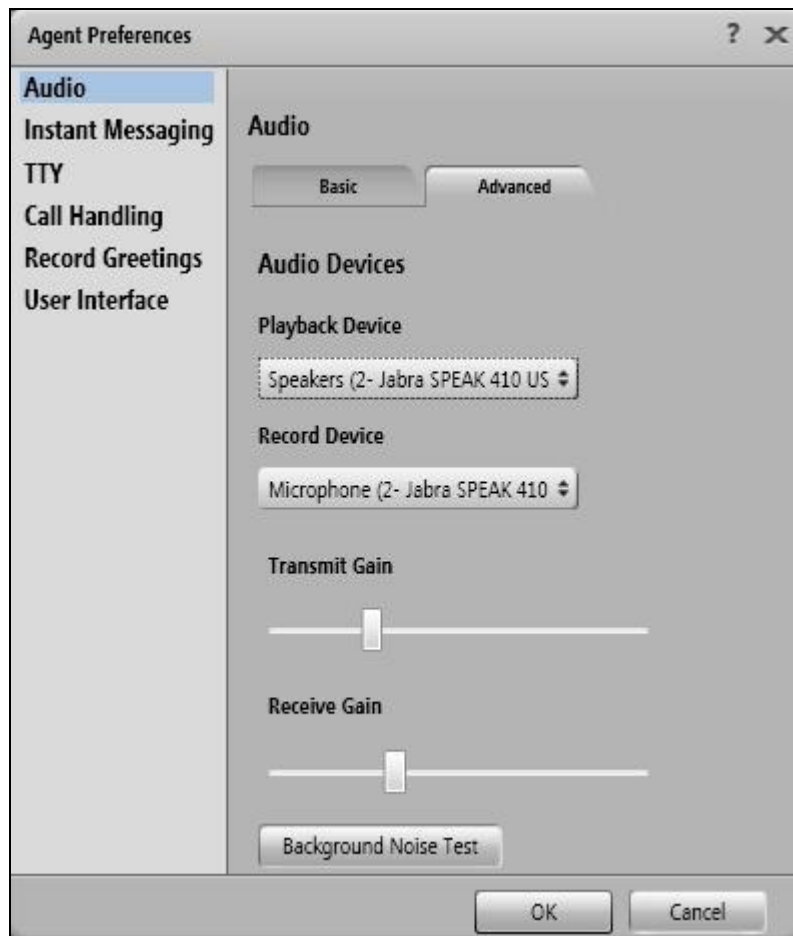 Agent Preferences
?
Audio
Instant Messaging
TTY
Call Handling
Record Greetings
User Interface
Audio
Basic
Advanced
Audio Devices
Playback Device
Speakers (2- Jabra SPEAK 410 US
Record Device
Microphone (2- Jabra SPEAK 410
Transmit Gain
Receive Gain
Background Noise Test
OK
Cancel